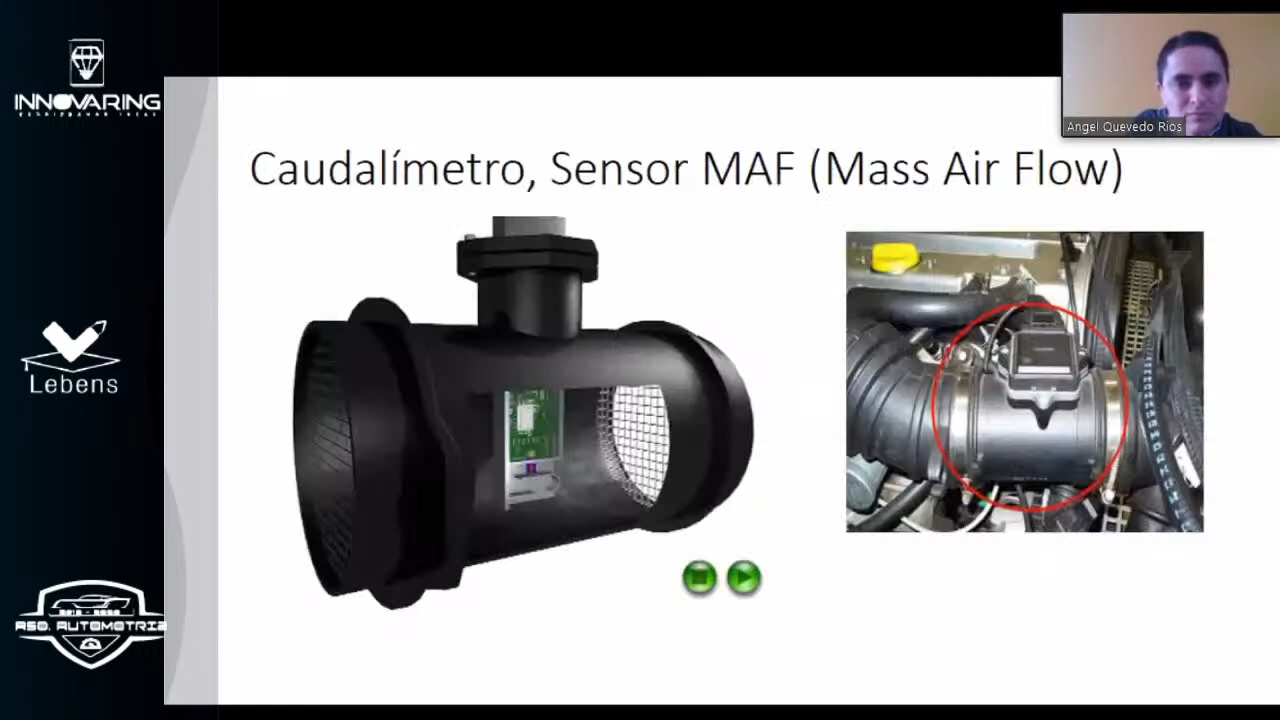 INNOVARING
Angel Quevedo Rios
Caudalímetro, Sensor MAF (Mass Air Flow)
Lebens
ASO. AUTOMOTRIZ